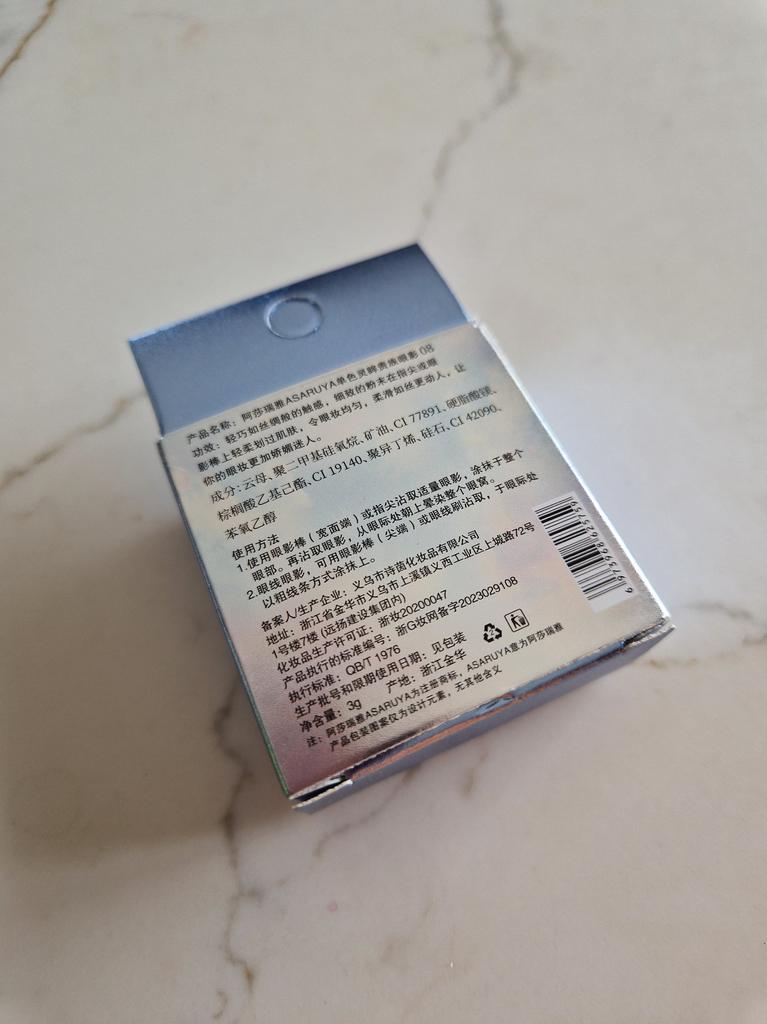 产品名称：阿莎瑞雅ASARUYA单色灵眸贵族眼影08
功效：轻巧如丝绸般的触感，细致的粉末在指尖或眼
影棒上轻柔划过肌肤，令眼妆均匀，柔滑如丝更动人，让
你的眼妆更加娇媚迷人。
成分：云母、聚二甲基硅氧烷、矿油、CI 77891、硬脂酸镁、
棕榈酸乙基己酯、CI 19140、聚异丁烯、硅石、CI 42090、
苯氧乙醇
使用方法
1.使用眼影棒（宽面端）或指尖沾取适量眼影，涂抹于整个
眼部。再沾取眼影，从眼际处朝上晕染整个眼窝。
2.眼线眼影，可用眼影棒（尖端）或眼线刷沾取，于眼际处
以粗线条方式涂抹上。
备案人/生产企业：义乌市诗茵化妆品有限公司
地址：浙江省金华市义乌市上溪镇义西工业区上城路72号
1号楼7楼(远扬建设集团内)
化妆品生产许可证：浙妆20200047
产品执行的标准编号：浙G妆网备字2023029108
执行标准：QB/T 1976
生产批号和限期使用日期：见包装
净含量：3g 产地：浙江金华
注：阿莎瑞雅ASARUYA为注册商标，ASARUYA意为阿莎瑞雅
产品包装图案仅为设计元素，无其他含义